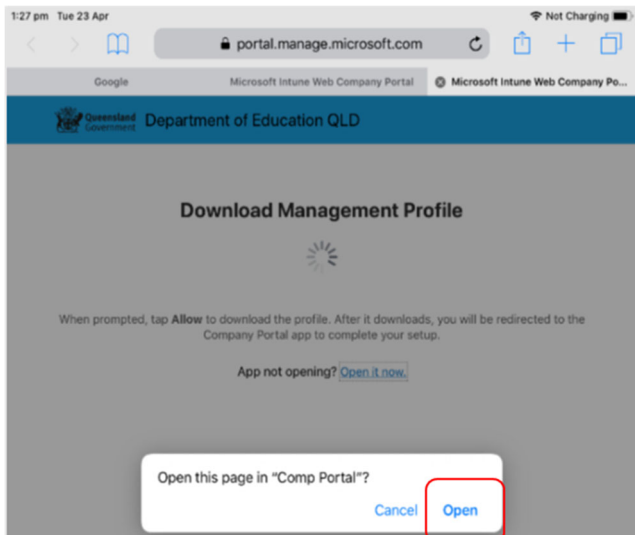 1:27 pm Tue 23 Apr Not Charging
portal.manage.microsoft.com
Google Microsoft Intune Web Company Portal Microsoft Intune Web Company Po...
Queensland
Government
Department of Education QLD
Download Management Profile
When prompted, tap Allow to download the profile. After it downloads, you will be redirected to the
Company Portal app to complete your setup.
App not opening? Open it now.
Open this page in “Comp Portal”?
Cancel Open